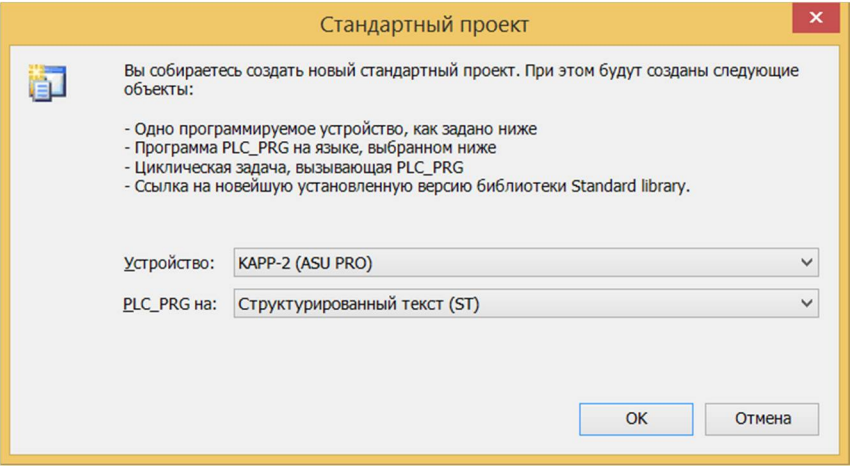 Стандартный проект
Вы собираетесь создать новый стандартный проект. При этом будут созданы следующие
объекты:
- Одно программируемое устройство, как задано ниже
- Программа PLC_PRG на языке, выбранном ниже
- Циклическая задача, вызывающая PLC_PRG
- Ссылка на новейшую установленную версию библиотеки Standard library.
Устройство: KAPP-2 (ASU PRO)
PLC_PRG на: Структурированный текст (ST)
OK Отмена